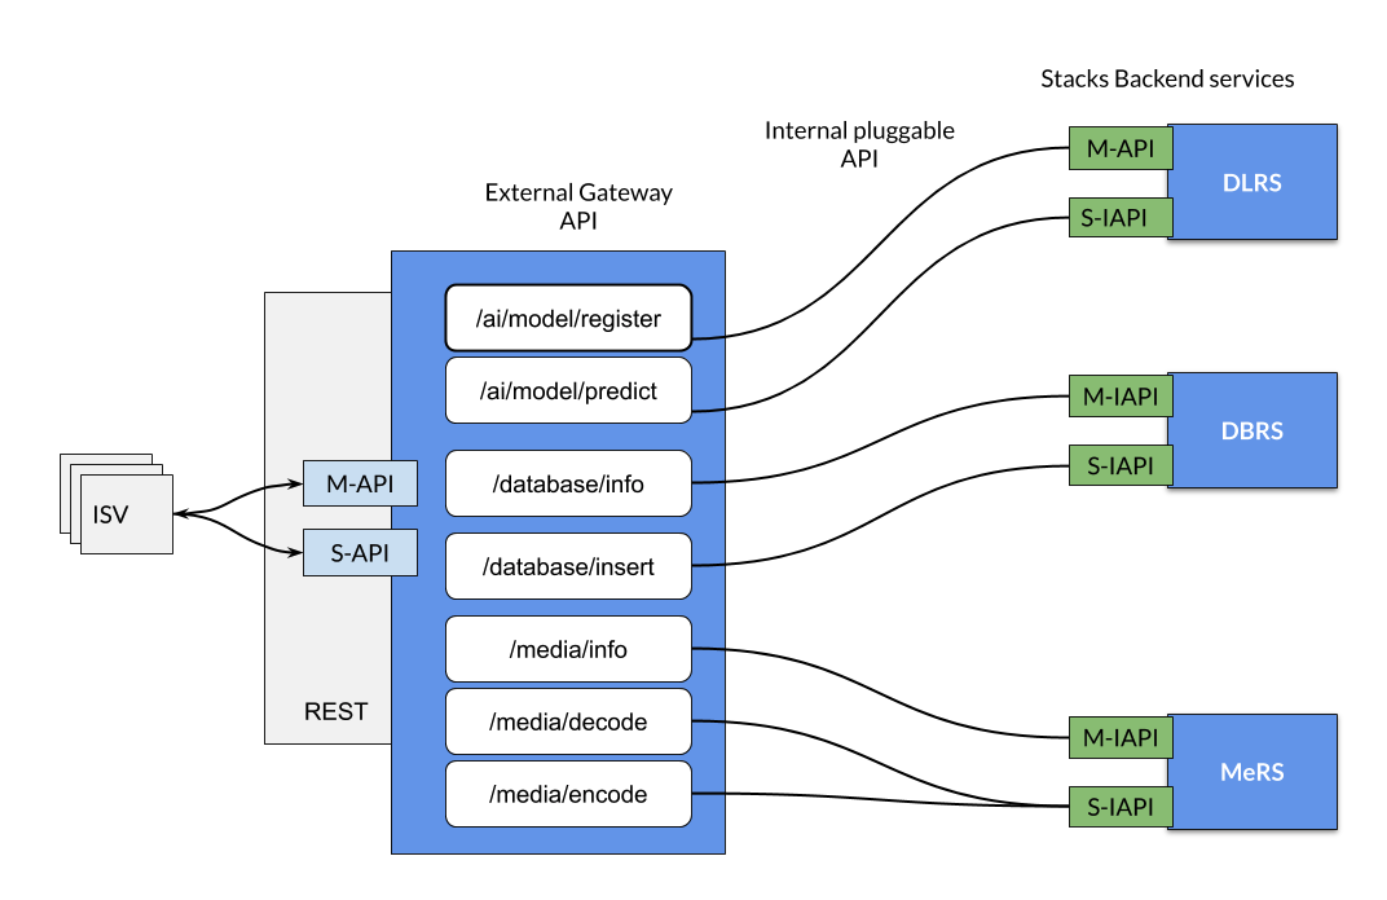 Stacks Backend services
Internal pluggable
API
External Gateway
API
M-API
S-IAPI
DLRS
/ai/model/register
/ai/model/predict
/database/info
/database/insert
/media/info
/media/decode
/media/encode
M-IAPI
S-IAPI
DBRS
ISV
M-API
S-API
REST
M-IAPI
S-IAPI
MeRS